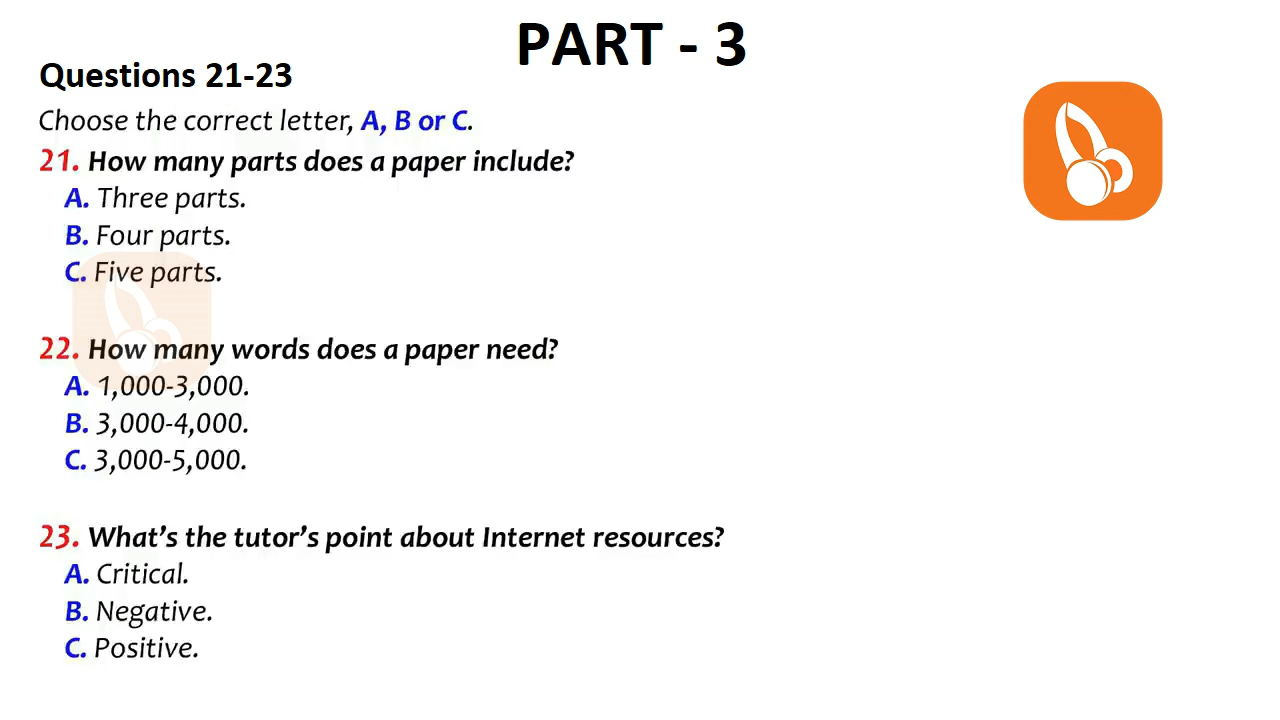 PART - 3
Questions 21-23
Choose the correct letter, A, B or C.
21. How many parts does a paper include?
A. Three parts.
B. Four parts.
C. Five parts.
22. How many words does a paper need?
A. 1,000-3,000.
B. 3,000-4,000.
C. 3,000-5,000.
23. What’s the tutor’s point about Internet resources?
A. Critical.
B. Negative.
C. Positive.